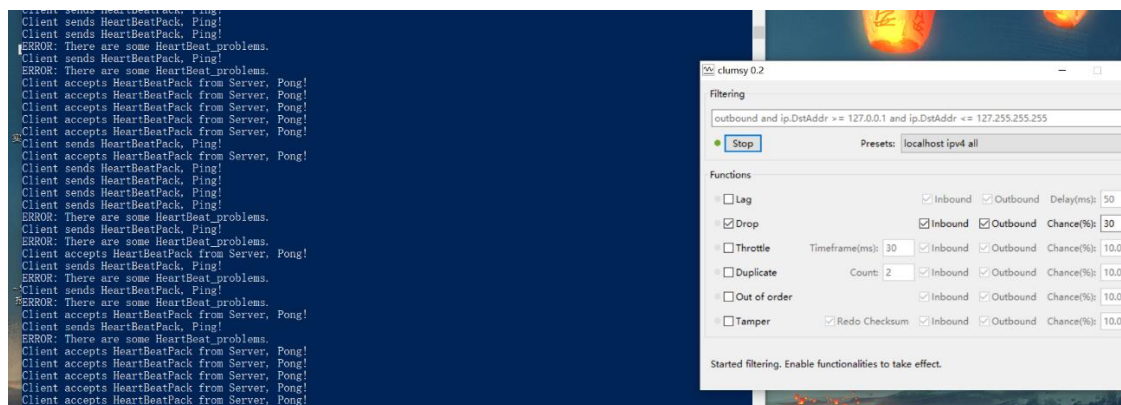 Client sends HeartBeatPack, Ping!
Client sends HeartBeatPack, Ping!
Client sends HeartBeatPack, Ping!
ERROR: There are some HeartBeat_problems.
Client sends HeartBeatPack, Ping!
ERROR: There are some HeartBeat_problems.
Client accepts HeartBeatPack from Server, Pong!
Client accepts HeartBeatPack from Server, Pong!
Client accepts HeartBeatPack from Server, Pong!
Client accepts HeartBeatPack from Server, Pong!
Client accepts HeartBeatPack from Server, Pong!
Client sends HeartBeatPack, Ping!
Client accepts HeartBeatPack from Server, Pong!
Client sends HeartBeatPack, Ping!
Client sends HeartBeatPack, Ping!
Client sends HeartBeatPack, Ping!
Client sends HeartBeatPack, Ping!
ERROR: There are some HeartBeat_problems.
Client sends HeartBeatPack, Ping!
ERROR: There are some HeartBeat_problems.
Client accepts HeartBeatPack from Server, Pong!
Client sends HeartBeatPack, Ping!
ERROR: There are some HeartBeat_problems.
Client sends HeartBeatPack, Ping!
ERROR: There are some HeartBeat_problems.
Client accepts HeartBeatPack from Server, Pong!
Client sends HeartBeatPack, Ping!
ERROR: There are some HeartBeat_problems.
Client accepts HeartBeatPack from Server, Pong!
Client accepts HeartBeatPack from Server, Pong!
Client accepts HeartBeatPack from Server, Pong!
Client accepts HeartBeatPack from Server, Pong!
Client accepts HeartBeatPack from Server, Pong!
clumsy 0.2
Filtering
outbound and ip.DstAddr >= 127.0.0.1 and ip.DstAddr <= 127.255.255.255
Stop Presets: localhost ipv4 all
Functions
Lag Inbound Outbound Delay(ms): 50
Drop Inbound Outbound Chance(%): 30
Throttle Timeframe(ms): 30 Inbound Outbound Chance(%): 10.0
Duplicate Count: 2 Inbound Outbound Chance(%): 10.0
Out of order Inbound Outbound Chance(%): 10.0
Tamper Redo Checksum Inbound Outbound Chance(%): 10.0
Started filtering. Enable functionalities to take effect.